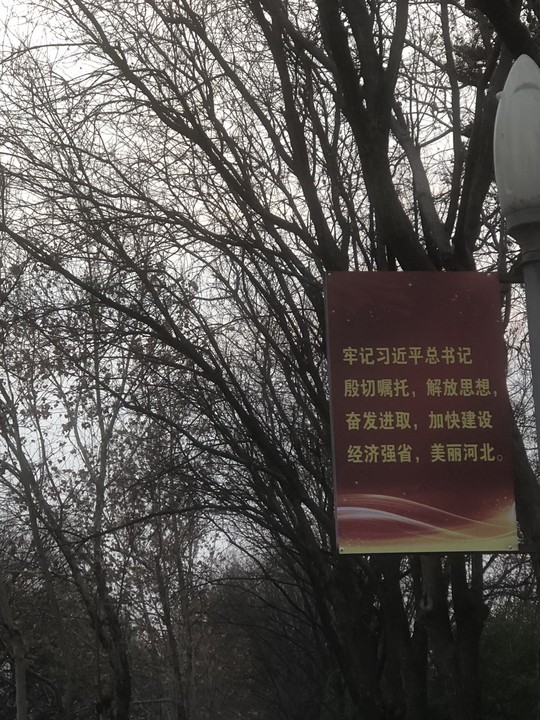 牢记习近平总书记
殷切嘱托，解放思想，
奋发进取，加快建设
经济强省，美丽河北。